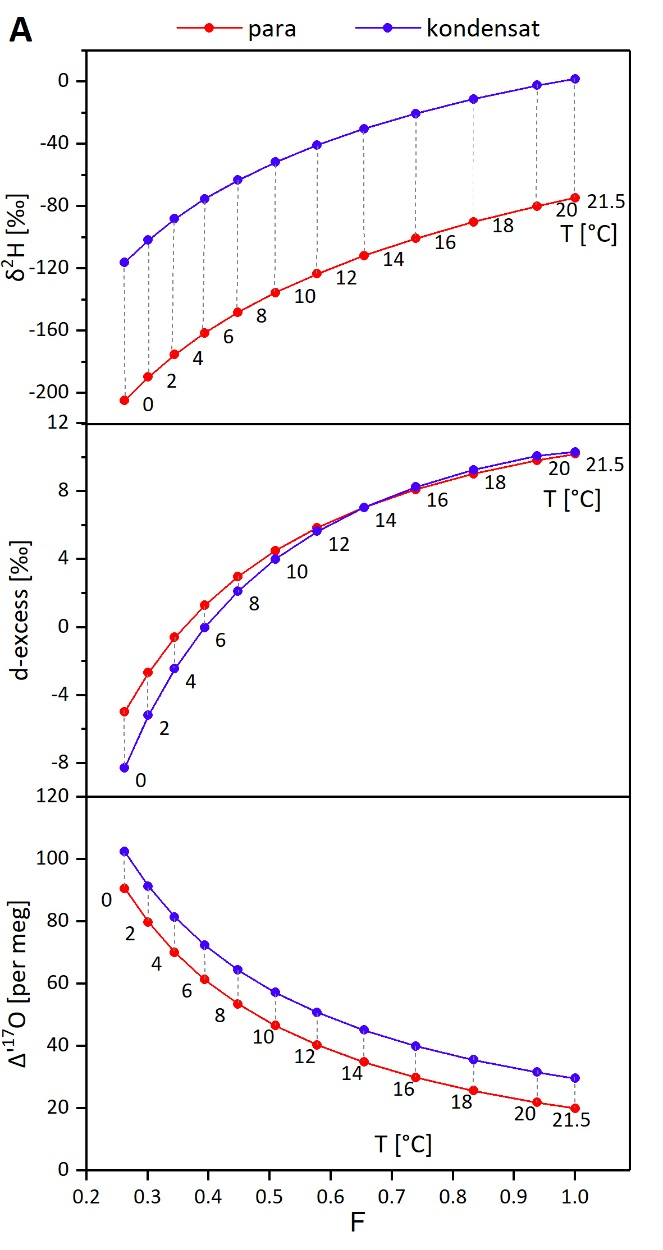 A
para kondensat
0
-40
-80
-120
-160
-200
δ²H [‰]
0 2 4 6 8 10 12 14 16 18 20 21.5
T [°C]
12
8
4
0
-4
-8
d-excess [‰]
0 2 4 6 8 10 12 14 16 18 20 21.5
T [°C]
120
100
80
60
40
20
0
Δ'¹⁷O [per meg]
0 2 4 6 8 10 12 14 16 18 20 21.5
T [°C]
0.2 0.3 0.4 0.5 0.6 0.7 0.8 0.9 1.0
F